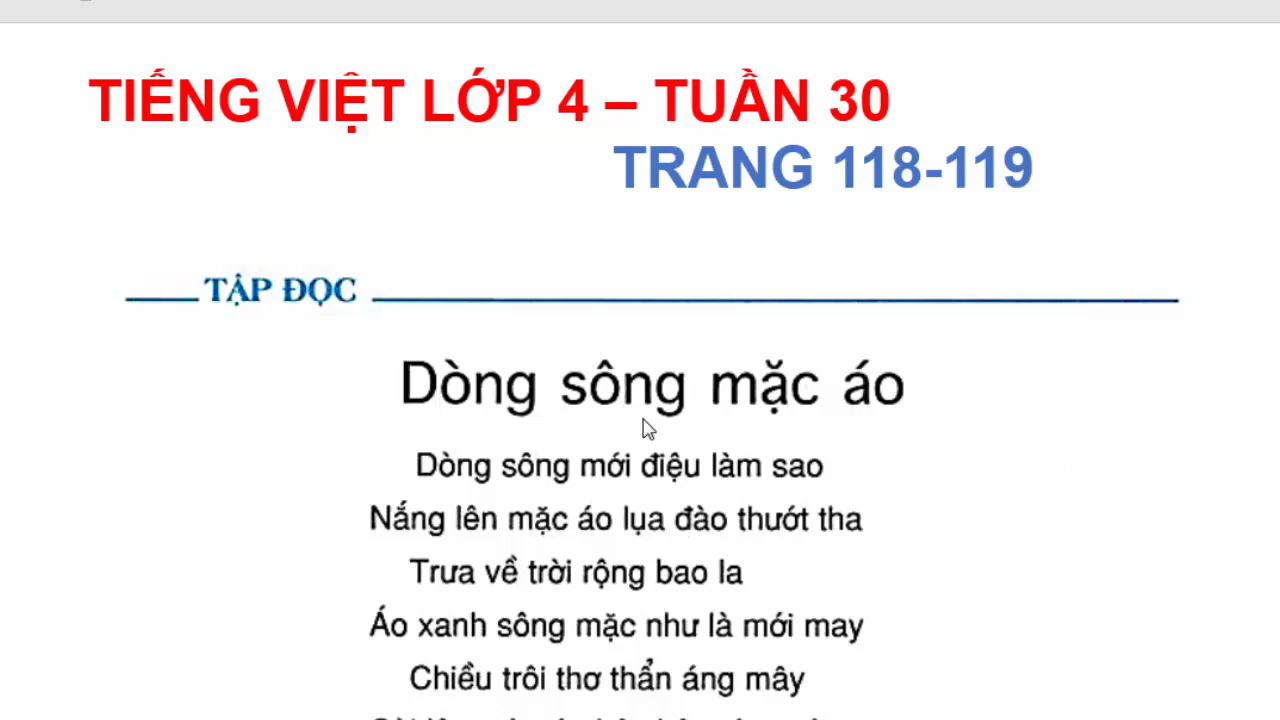 TIẾNG VIỆT LỚP 4 – TUẦN 30
TRANG 118-119
TẬP ĐỌC
Dòng sông mặc áo
Dòng sông mới điệu làm sao
Nắng lên mặc áo lụa đào thướt tha
Trưa về trời rộng bao la
Áo xanh sông mặc như là mới may
Chiều trôi thơ thẩn áng mây